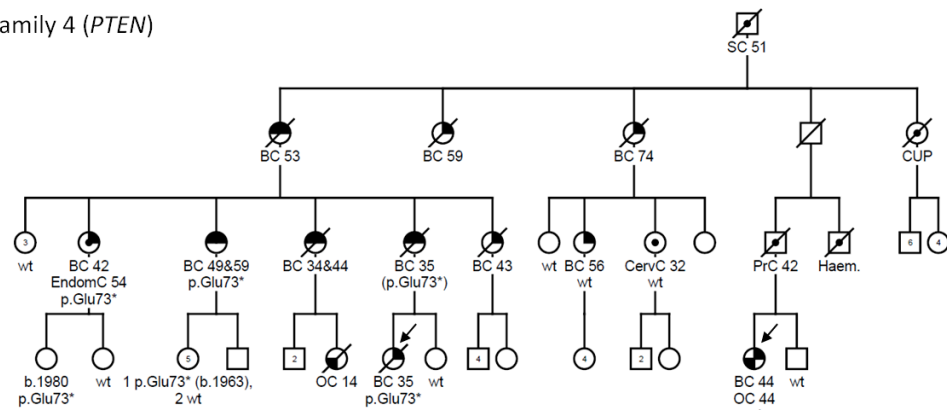 amily 4 (PTEN)
SC 51
BC 53
BC 59
BC 74
CUP
3
wt
BC 42
EndomC 54
p.Glu73*
BC 49&59
p.Glu73*
BC 34&44
BC 35
(p.Glu73*)
BC 43
wt
BC 56
wt
CervC 32
wt
PrC 42
Haem.
6
4
b.1980
p.Glu73*
wt
5
1 p.Glu73* (b.1963),
2 wt
2
OC 14
BC 35
p.Glu73*
wt
4
4
2
BC 44
OC 44
wt